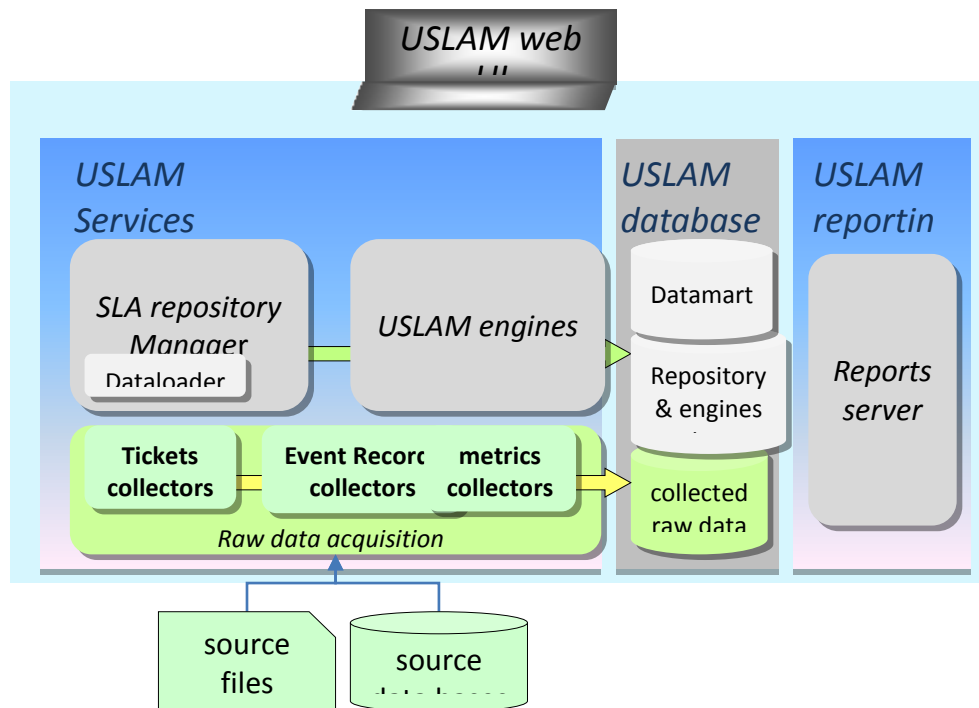 USLAM web
USLAM
Services
USLAM
database
USLAM
reportin
SLA repository
Manager
Dataloader
USLAM engines
Datamart
Repository
& engines
Reports
server
Tickets
collectors
Event Recor
collectors
metrics
collectors
collected
raw data
Raw data acquisition
source
files
source